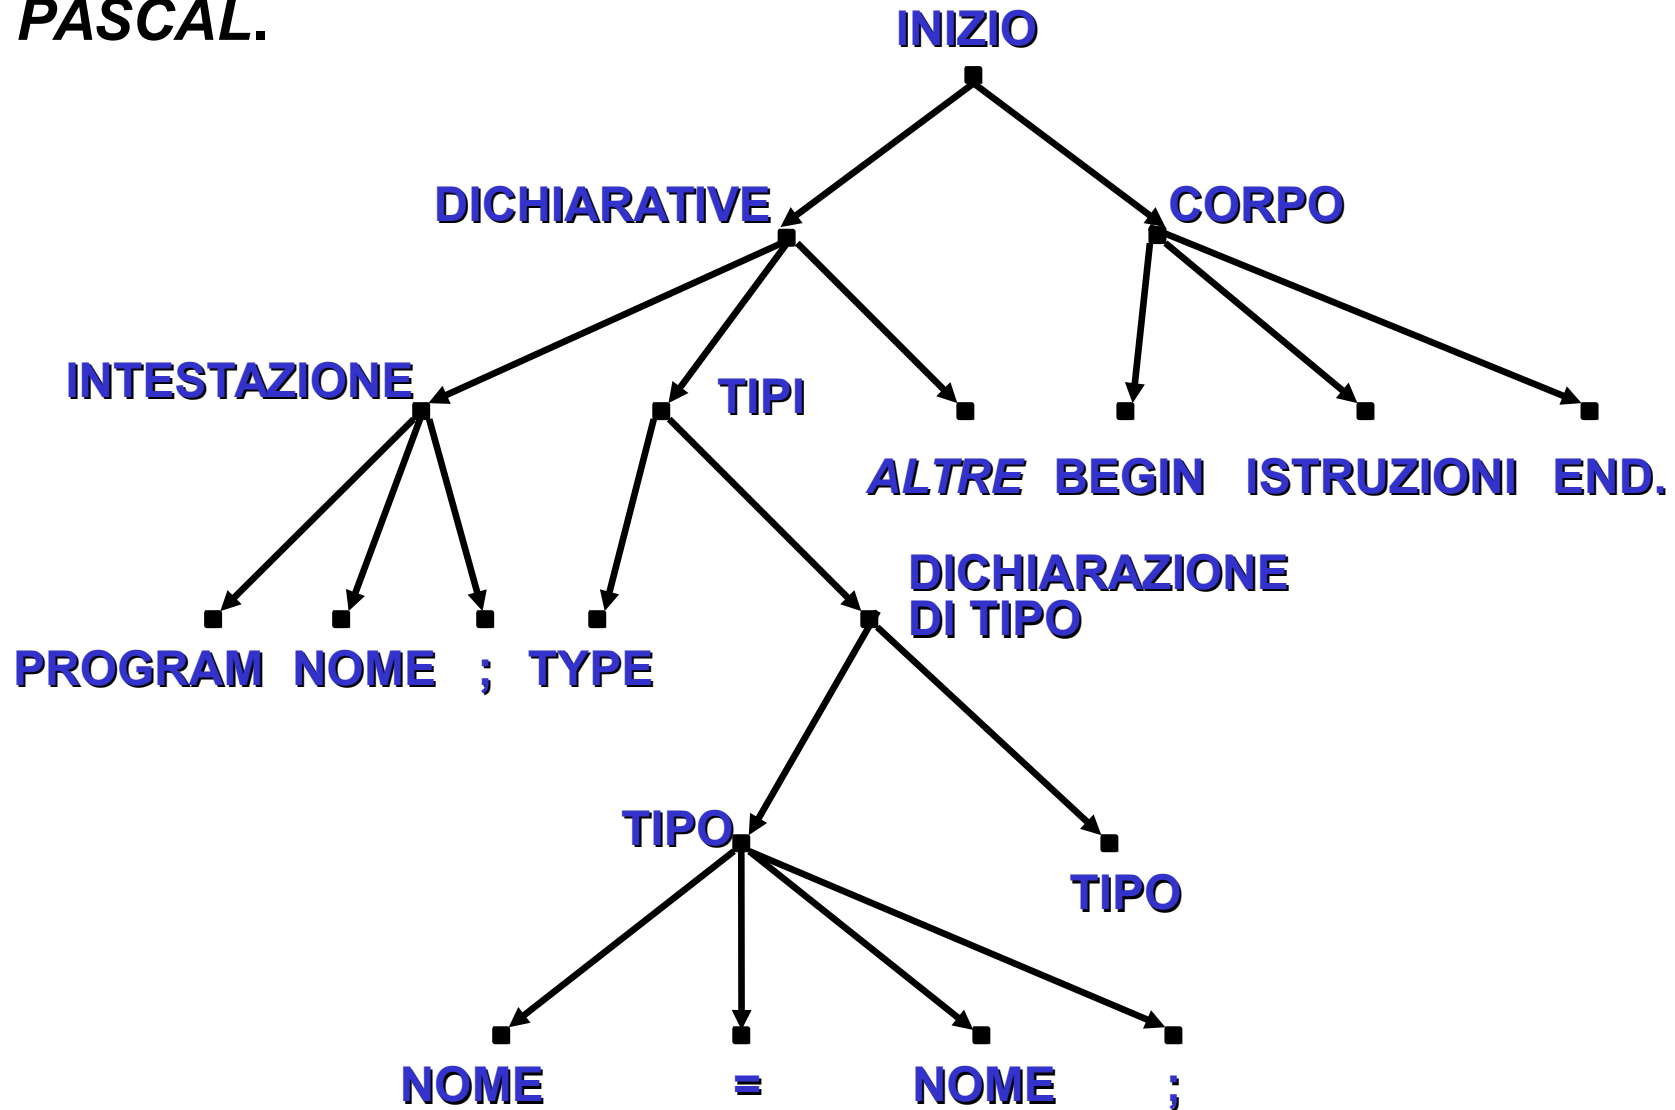 PASCAL.
INIZIO
DICHIARATIVE
CORPO
INTESTAZIONE
TIPI
ALTRE BEGIN ISTRUZIONI END.
DICHIARAZIONE
DI TIPO
PROGRAM NOME ; TYPE
TIPO
TIPO
NOME = NOME ;